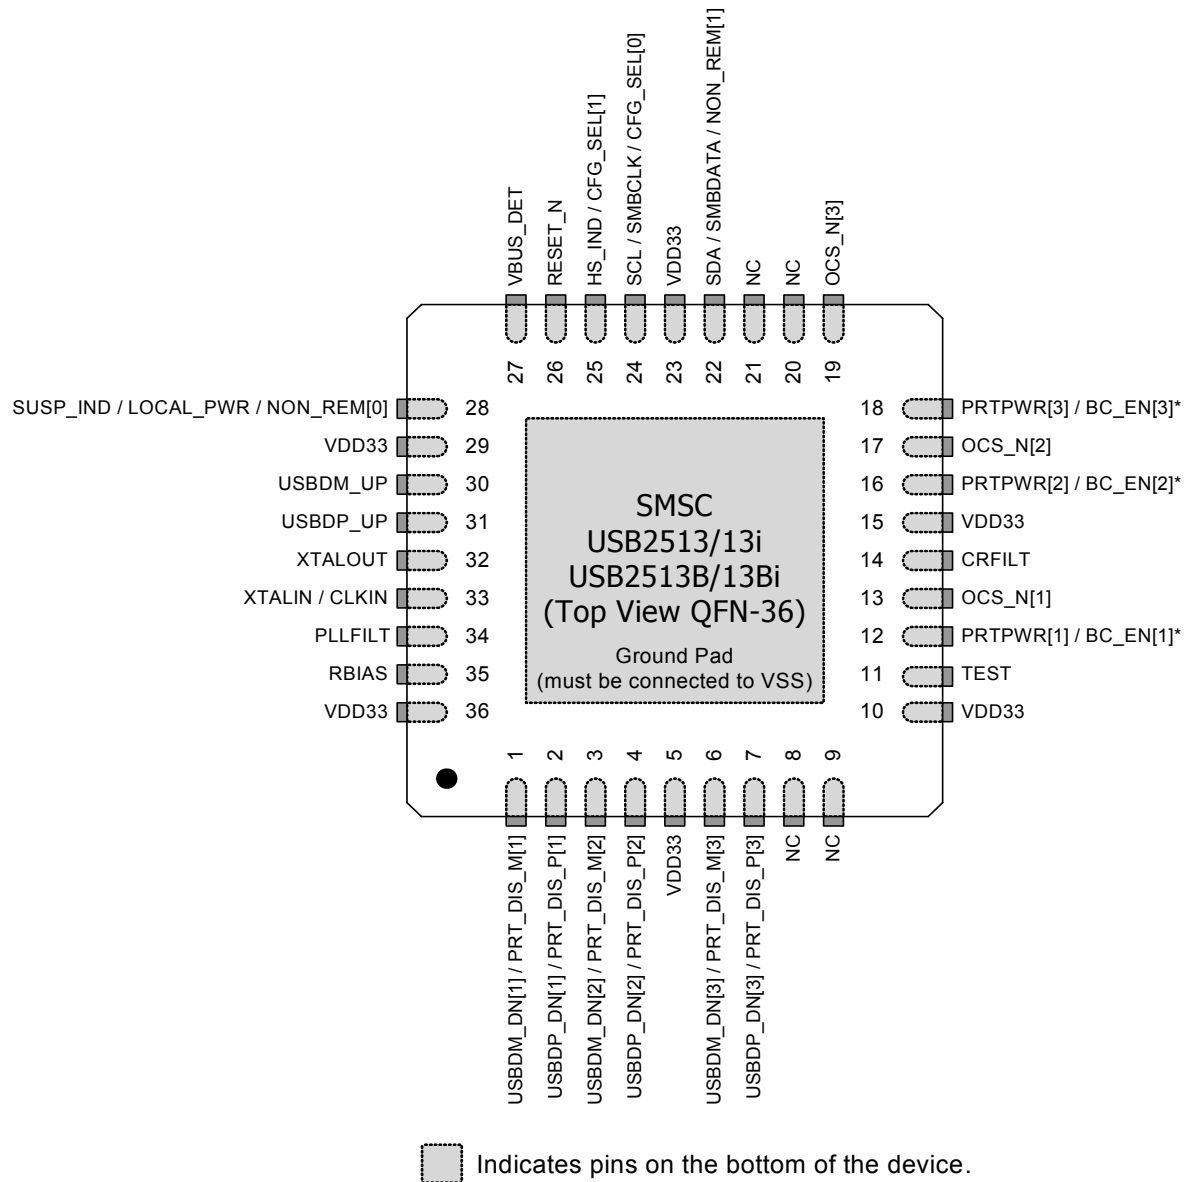 VBUS_DET
RESET_N
HS_IND / CFG_SEL[1]
SCL / SMBCLK / CFG_SEL[0]
VDD33
SDA / SMBDATA / NON_REM[1]
NC
NC
OCS_N[3]
27
26
25
24
23
22
21
20
19
SUSP_IND / LOCAL_PWR / NON_REM[0]
28
VDD33
29
USBDM_UP
30
USBDP_UP
31
XTALOUT
32
XTALIN / CLKIN
33
PLLFILT
34
RBIAS
35
VDD33
36
SMSC
USB2513/13i
USB2513B/13Bi
(Top View QFN-36)
Ground Pad
(must be connected to VSS)
18
PRTPWR[3] / BC_EN[3]*
17
OCS_N[2]
16
PRTPWR[2] / BC_EN[2]*
15
VDD33
14
CRFILT
13
OCS_N[1]
12
PRTPWR[1] / BC_EN[1]*
11
TEST
10
VDD33
1
2
3
4
5
6
7
8
9
USBDM_DN[1] / PRT_DIS_M[1]
USBDP_DN[1] / PRT_DIS_P[1]
USBDM_DN[2] / PRT_DIS_M[2]
USBDP_DN[2] / PRT_DIS_P[2]
VDD33
USBDM_DN[3] / PRT_DIS_M[3]
USBDP_DN[3] / PRT_DIS_P[3]
NC
NC
Indicates pins on the bottom of the device.